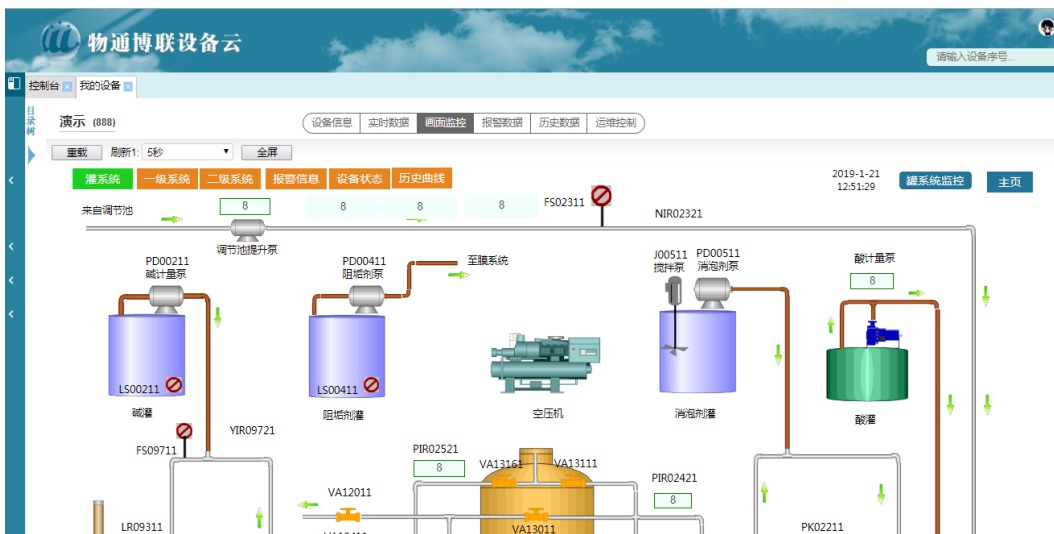 物通博联设备云
请输入设备序号...
控制台 我的设备
目录树
演示 (888)
设备信息 实时数据 画面监控 报警数据 历史数据 运维控制
重载 刷新1: 5秒 全屏
灌系统 一级系统 二级系统 报警信息 设备状态 历史曲线
2019-1-21
12:51:29
罐系统监控 主页
来自调节池 8 8 8 8 FS02311
NIR02321
调节池提升泵
PD00211
碱计量泵
PD00411
阻垢剂泵
至膜系统
J00511
搅拌泵
PD00511
消泡剂泵
酸计量泵
8
LS00211
LS00411
碱灌
阻垢剂灌
空压机
消泡剂灌
酸灌
YIR09721
FS09711
PIR02521
8
VA13161
VA13111
PIR02421
8
VA12011
LR09311
VA13011
PK02211